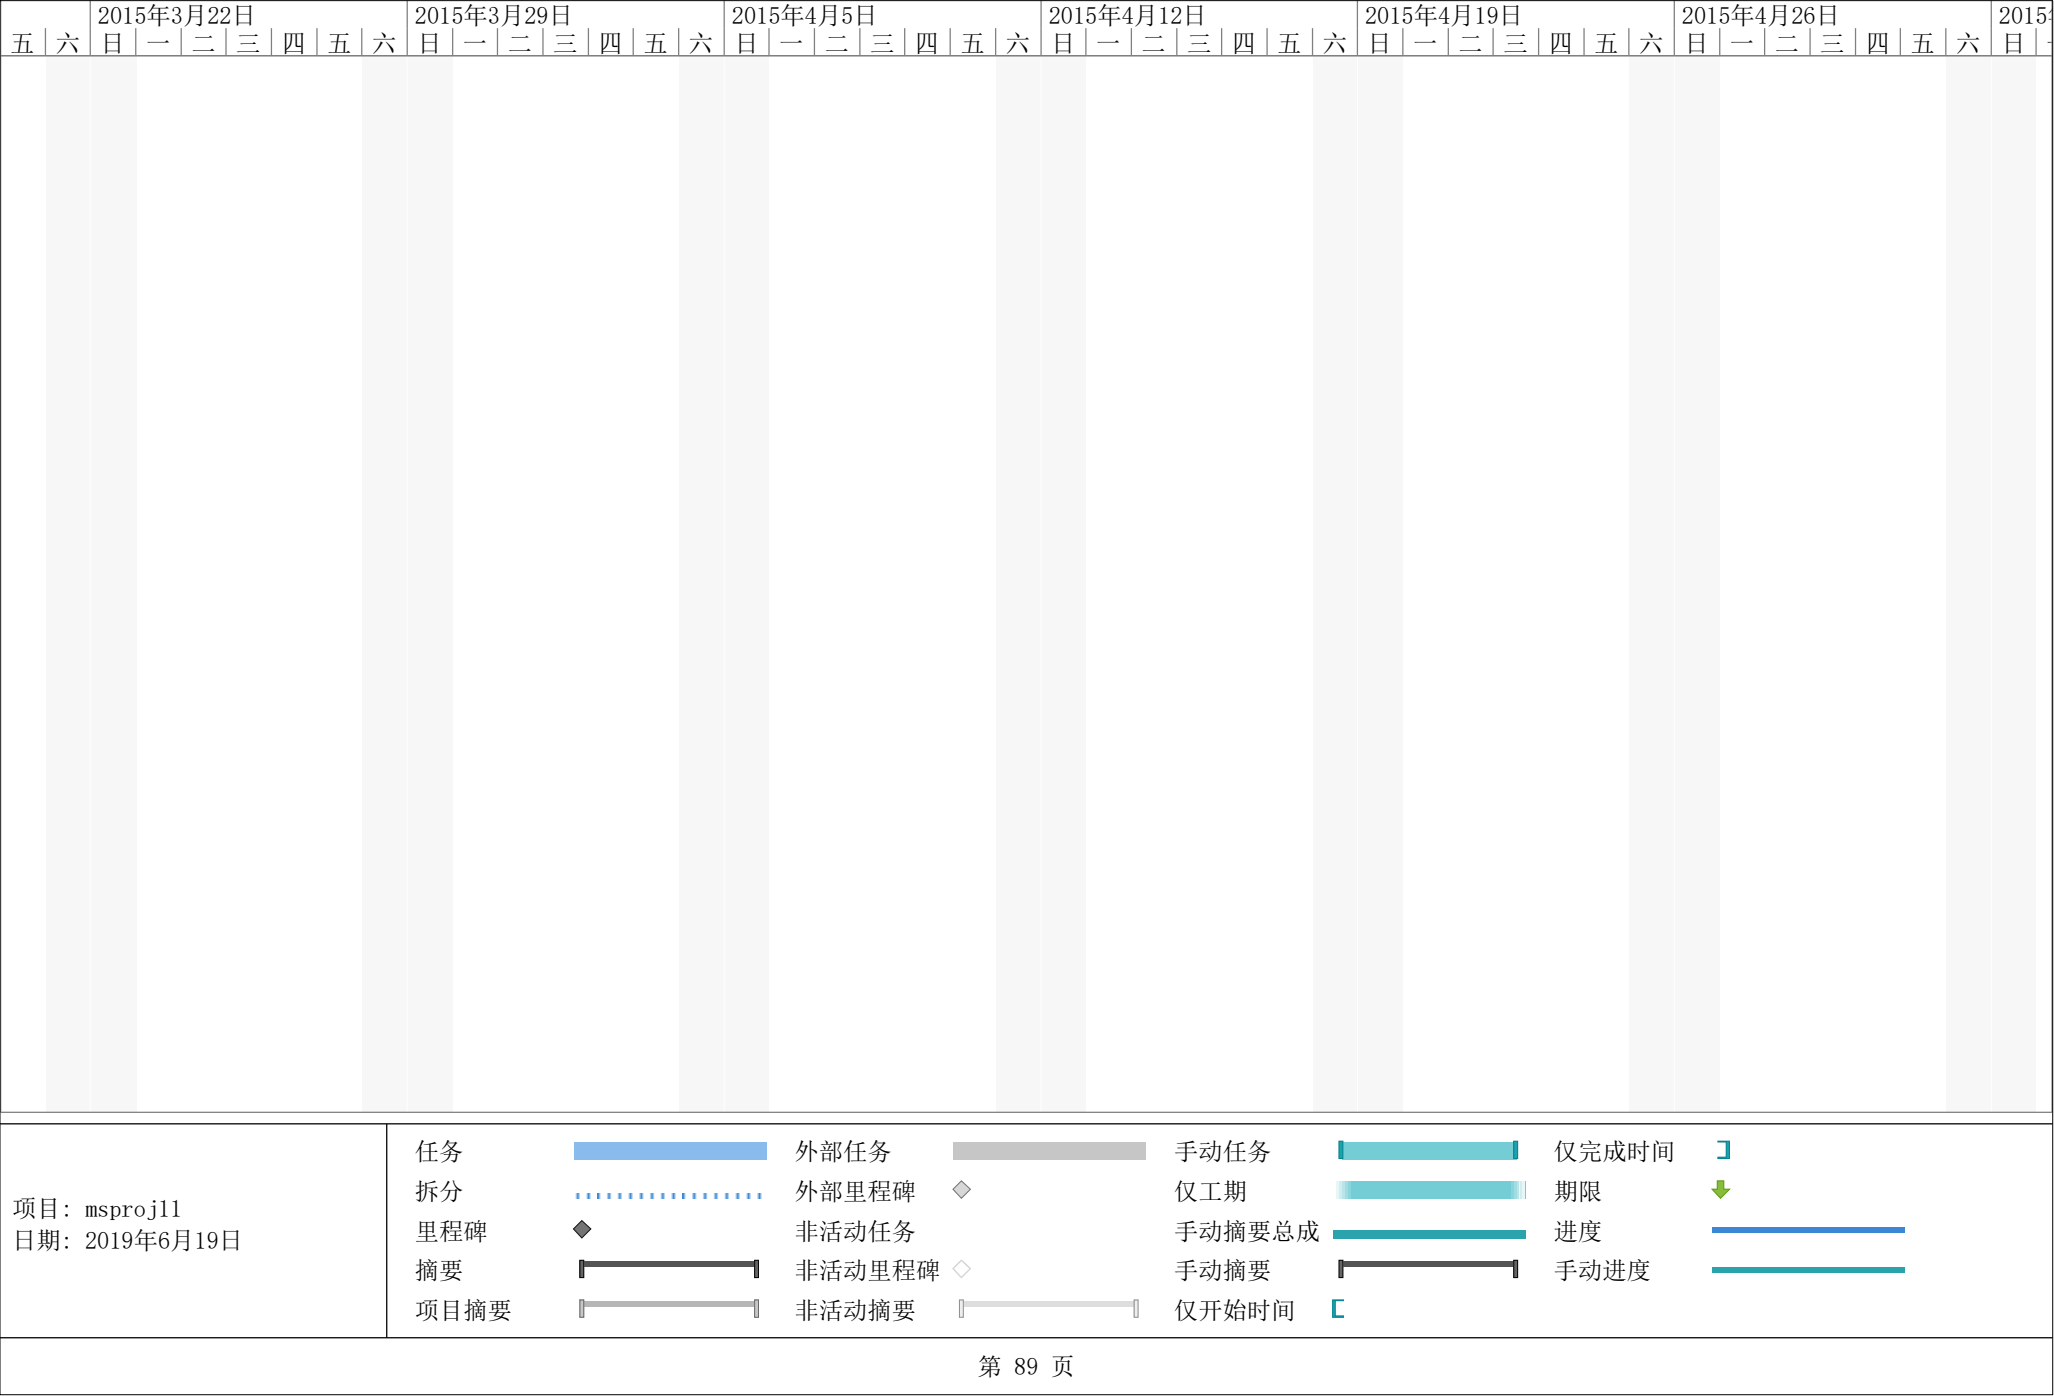 2015年3月22日 2015年3月29日 2015年4月5日 2015年4月12日 2015年4月19日 2015年4月26日 2015
五 六 日 一 二 三 四 五 六 日 一 二 三 四 五 六 日 一 二 三 四 五 六 日 一 二 三 四 五 六 日 一 二 三 四 五 六 日 一 二 三 四 五 六 日
项目: msproj11
日期: 2019年6月19日
任务 外部任务 手动任务 仅完成时间
拆分 外部里程碑 仅工期 期限
里程碑 非活动任务 手动摘要总成 进度
摘要 非活动里程碑 手动摘要 手动进度
项目摘要 非活动摘要 仅开始时间
第 89 页